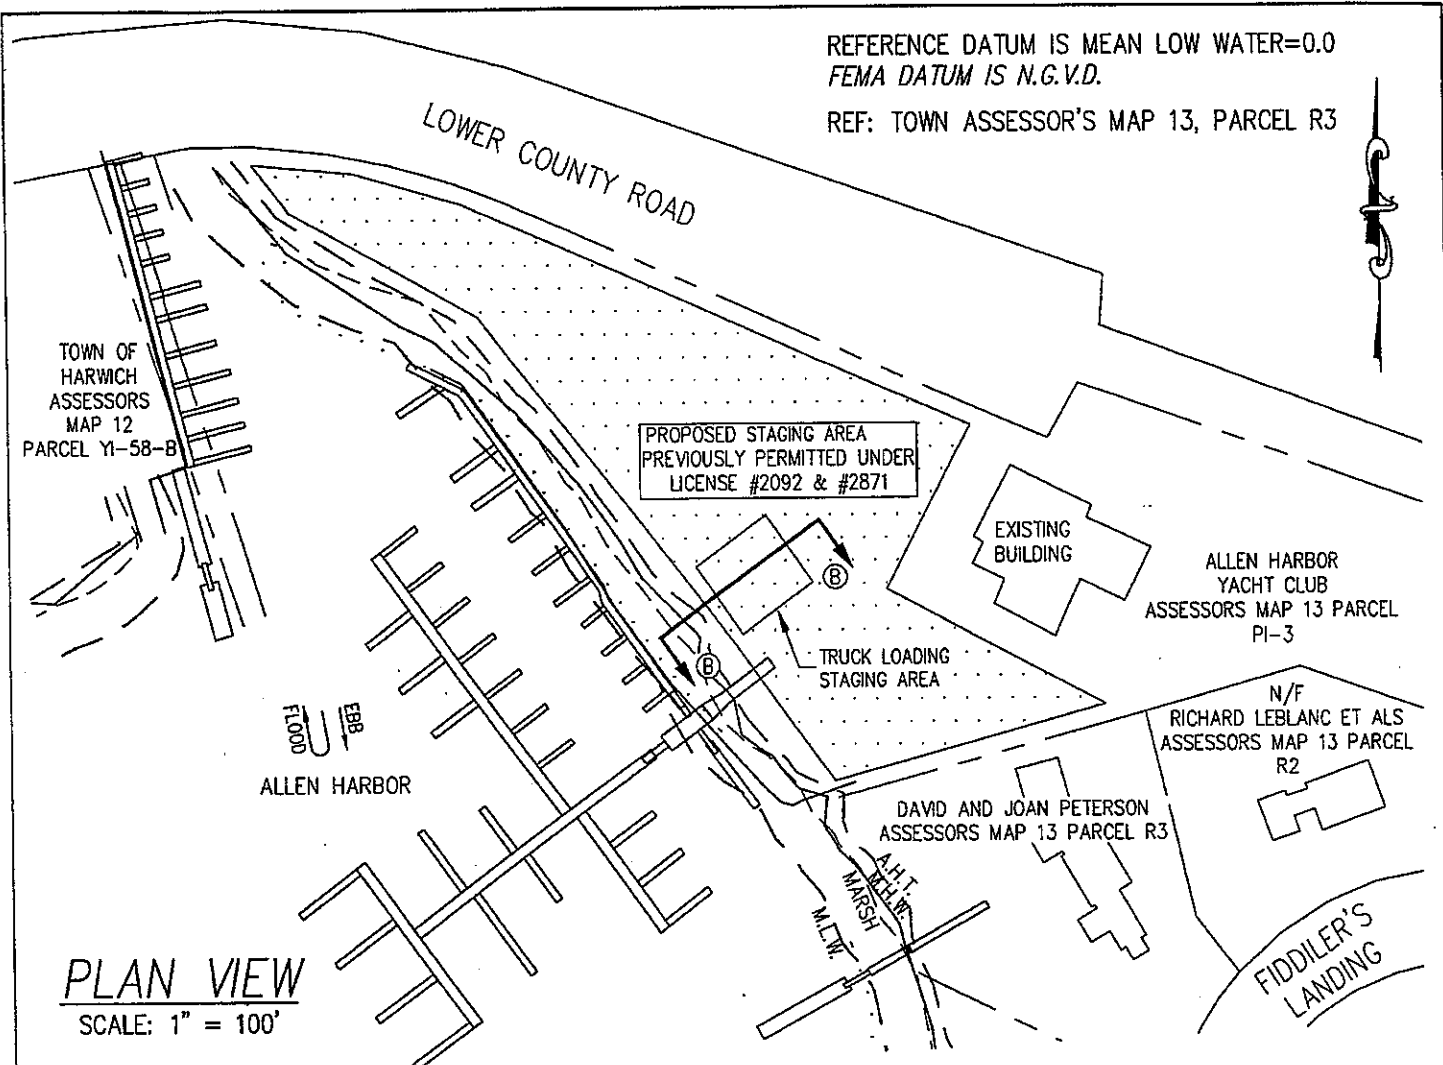 REFERENCE DATUM IS MEAN LOW WATER=0.0
FEMA DATUM IS N.G.V.D.
REF: TOWN ASSESSOR'S MAP 13, PARCEL R3
LOWER COUNTY ROAD
TOWN OF
HARWICH
ASSESSORS
MAP 12
PARCEL Y1-58-B
PROPOSED STAGING AREA
PREVIOUSLY PERMITTED UNDER
LICENSE #2092 & #2871
EXISTING
BUILDING
ALLEN HARBOR
YACHT CLUB
ASSESSORS MAP 13 PARCEL
P1-3
B
B
TRUCK LOADING
STAGING AREA
N/F
RICHARD LEBLANC ET ALS
ASSESSORS MAP 13 PARCEL
R2
FLOOD
EBB
ALLEN HARBOR
DAVID AND JOAN PETERSON
ASSESSORS MAP 13 PARCEL R3
A.H.T.
M.H.W.
MARSH
M.L.W.
FIDDILER'S
LANDING
PLAN VIEW
SCALE: 1" = 100'